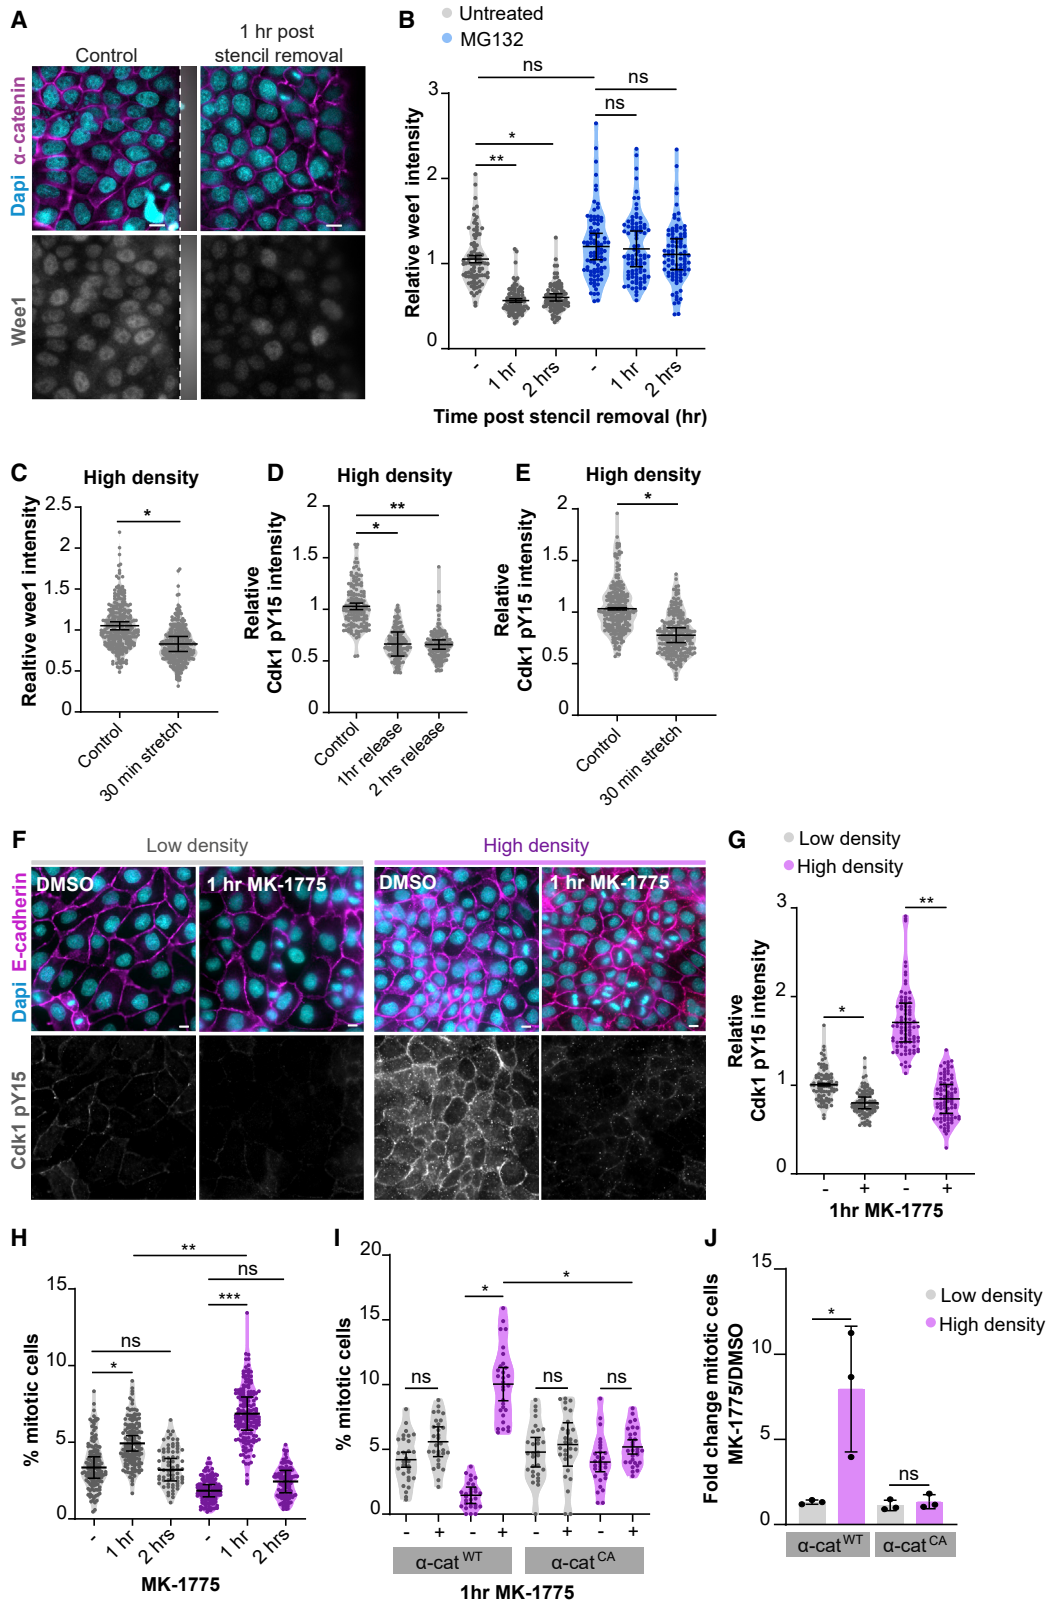 A
Control
1 hr post
stencil removal
Dapi α-catenin
Wee1
B
Untreated
MG132
ns
ns
ns
*
**
Relative wee1 intensity
3
2
1
0
-
1 hr
2 hrs
-
1 hr
2 hrs
Time post stencil removal (hr)
C
High density
*
Realtive wee1 intensity
2.5
2
1.5
1
0.5
0
Control
30 min stretch
D
High density
**
*
Relative
Cdk1 pY15 intensity
2
1.5
1
0.5
0
Control
1hr release
2 hrs release
E
High density
*
Relative
Cdk1 pY15 intensity
2
1.5
1
0.5
0
Control
30 min stretch
F
Low density
High density
DMSO
1 hr MK-1775
DMSO
1 hr MK-1775
Dapi E-cadherin
Cdk1 pY15
G
Low density
High density
**
*
Relative
Cdk1 pY15 intensity
3
2
1
0
-
+
-
+
1hr MK-1775
H
**
ns
***
ns
*
% mitotic cells
15
10
5
0
-
1 hr
2 hrs
-
1 hr
2 hrs
MK-1775
I
*
*
ns
ns
ns
% mitotic cells
20
15
10
5
0
- + - + - + - +
α-cat WT
α-cat CA
1hr MK-1775
J
Low density
High density
*
ns
Fold change mitotic cells
MK-1775/DMSO
15
10
5
0
α-cat WT
α-cat CA